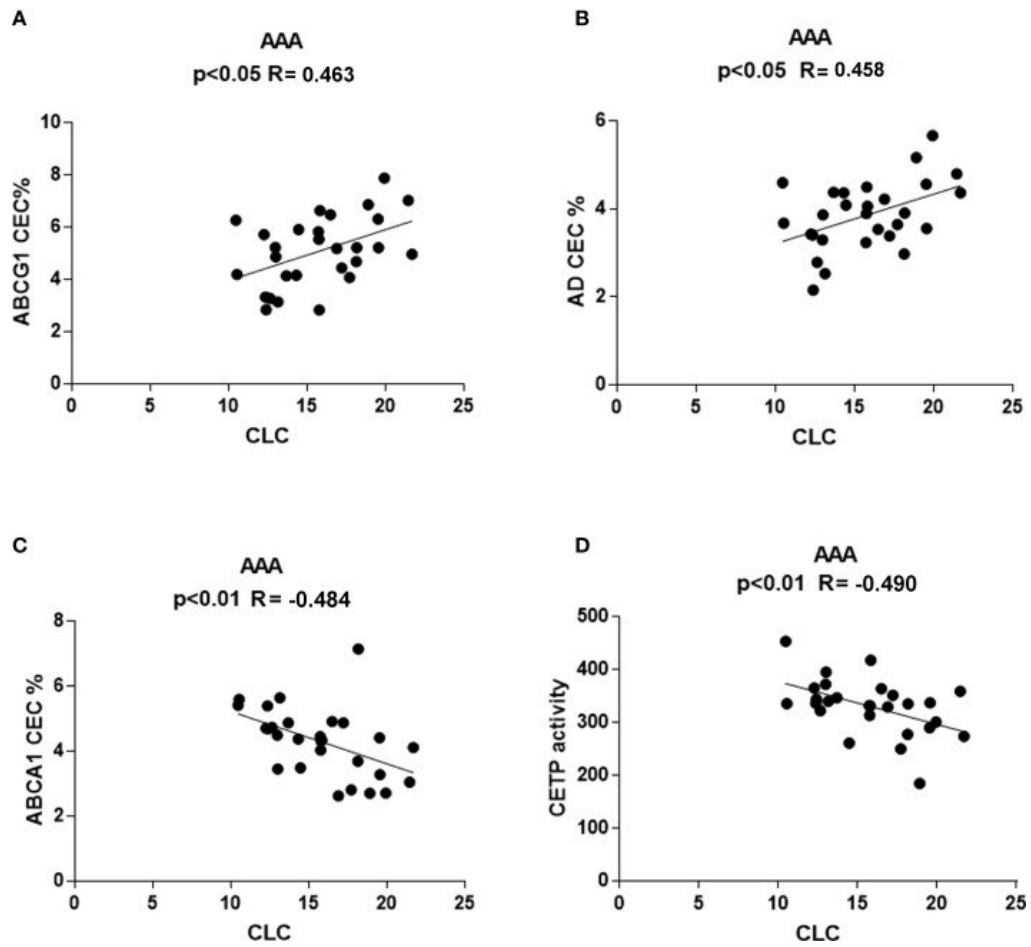 A
AAA
p<0.05 R= 0.463
ABCG1 CEC%
10
8
6
4
2
0
0 5 10 15 20 25
CLC
B
AAA
p<0.05 R= 0.458
AD CEC %
6
4
2
0
0 5 10 15 20 25
CLC
C
AAA
p<0.01 R= -0.484
ABCA1 CEC %
8
6
4
2
0
0 5 10 15 20 25
CLC
D
AAA
p<0.01 R= -0.490
CETP activity
500
400
300
200
100
0
0 5 10 15 20 25
CLC